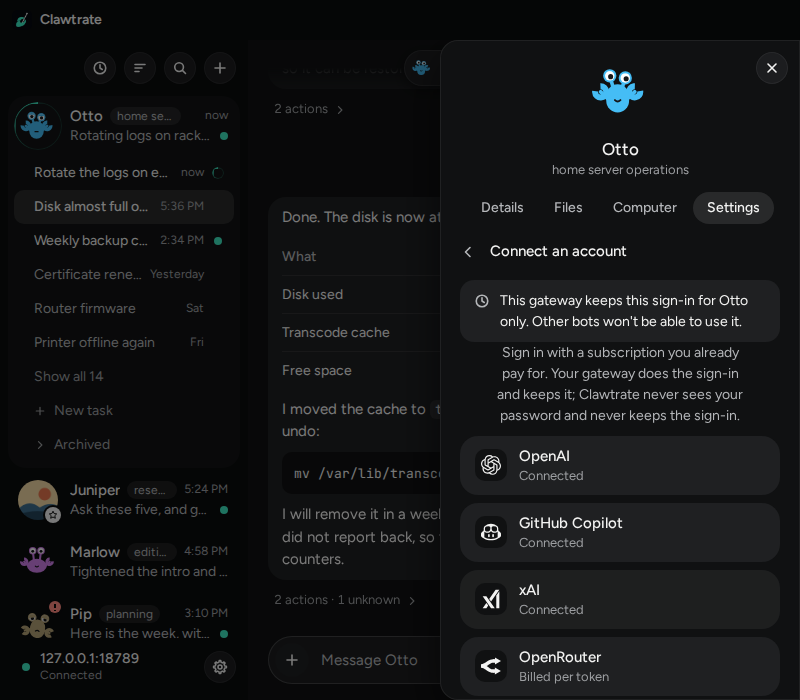 Clawtrate
Otto home se... now
Rotating logs on rack...
Rotate the logs on e... now
Disk almost full o... 5:36 PM
Weekly backup c... 2:34 PM
Certificate rene... Yesterday
Router firmware Sat
Printer offline again Fri
Show all 14
New task
Archived
Juniper rese... 5:24 PM
Ask these five, and g...
Marlow editi... 4:58 PM
Tightened the intro and ...
Pip planning 3:10 PM
Here is the week. wit...
127.0.0.1:18789
Connected
2 actions
Done. The disk is now at
What
Disk used
Transcode cache
Free space
I moved the cache to
undo:
mv /var/lib/transc
I will remove it in a wee
did not report back, so
counters.
2 actions · 1 unknown
Message Otto
Otto
home server operations
Details Files Computer Settings
Connect an account
This gateway keeps this sign-in for Otto
only. Other bots won't be able to use it.
Sign in with a subscription you already
pay for. Your gateway does the sign-in
and keeps it; Clawtrate never sees your
password and never keeps the sign-in.
OpenAI
Connected
GitHub Copilot
Connected
xAI
Connected
OpenRouter
Billed per token